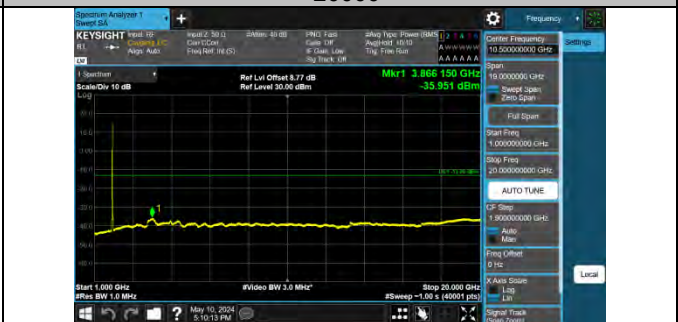 Spectrum Analyzer 1
Swept SA
+
Frequency
KEYSIGHT Input: RF
Input Z: 50 Ω
#Atten: 40 dB
PNO: Fast
#Avg Type: Power (RMS
Align: Auto
Freq Ref: Int (S)
Gate: Off
IF Gain: Low
Sig Track: Off
Avg|Hold: 10/10
Trig: Free Run
A W W W W W
A A A A A A
LW
1 Spectrum
Scale/Div 10 dB
Log
Ref Lvl Offset 8.77 dB
Ref Level 30.00 dBm
Mkr1 3.866 150 GHz
-35.951 dBm
1
Start 1.000 GHz
#Res BW 1.0 MHz
#Video BW 3.0 MHz*
Stop 20.000 GHz
#Sweep ~1.00 s (40001 pts)
Center Frequency
10.500000000 GHz
Settings
Span
19.0000000 GHz
Swept Span
Zero Span
Full Span
Start Freq
1.000000000 GHz
Stop Freq
20.000000000 GHz
AUTO TUNE
CF Step
1.900000000 GHz
Auto
Man
Freq Offset
0 Hz
X Axis Scale
Log
Lin
Signal Track
(Span Zoom)
Local
?
May 10, 2024
5:10:13 PM